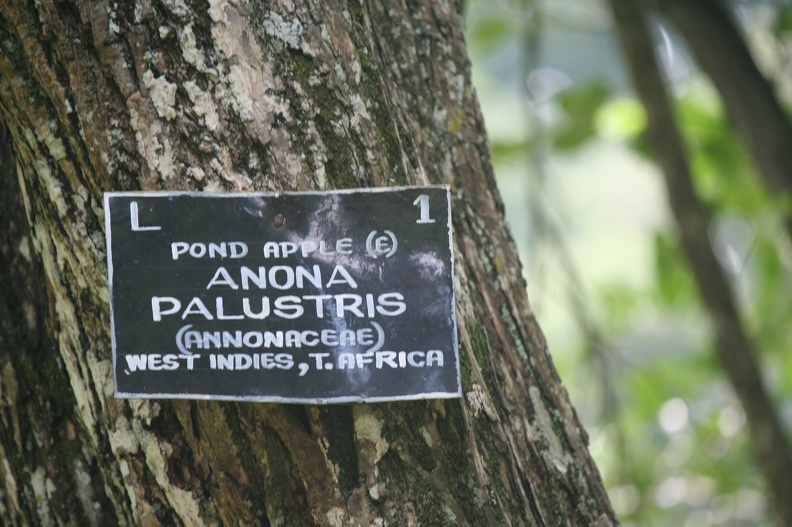 L 1
POND APPLE (E)
ANONA
PALUSTRIS
(ANNONACEAE)
WEST INDIES, T. AFRICA